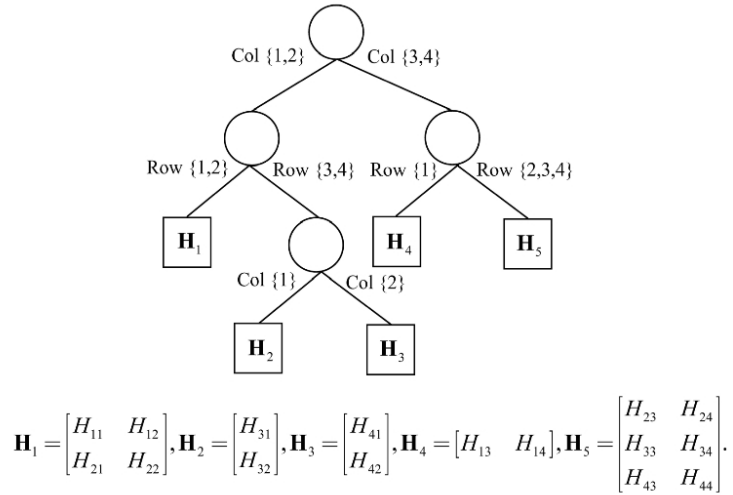 Col {1,2} Col {3,4}
Row {1,2} Row {3,4} Row {1} Row {2,3,4}
H₁ H₄ H₅
Col {1} Col {2}
H₂ H₃
H₁ = [H₁₁ H₁₂; H₂₁ H₂₂], H₂ = [H₃₁; H₃₂], H₃ = [H₄₁; H₄₂], H₄ = [H₁₃ H₁₄], H₅ = [H₂₃ H₂₄; H₃₃ H₃₄; H₄₃ H₄₄].